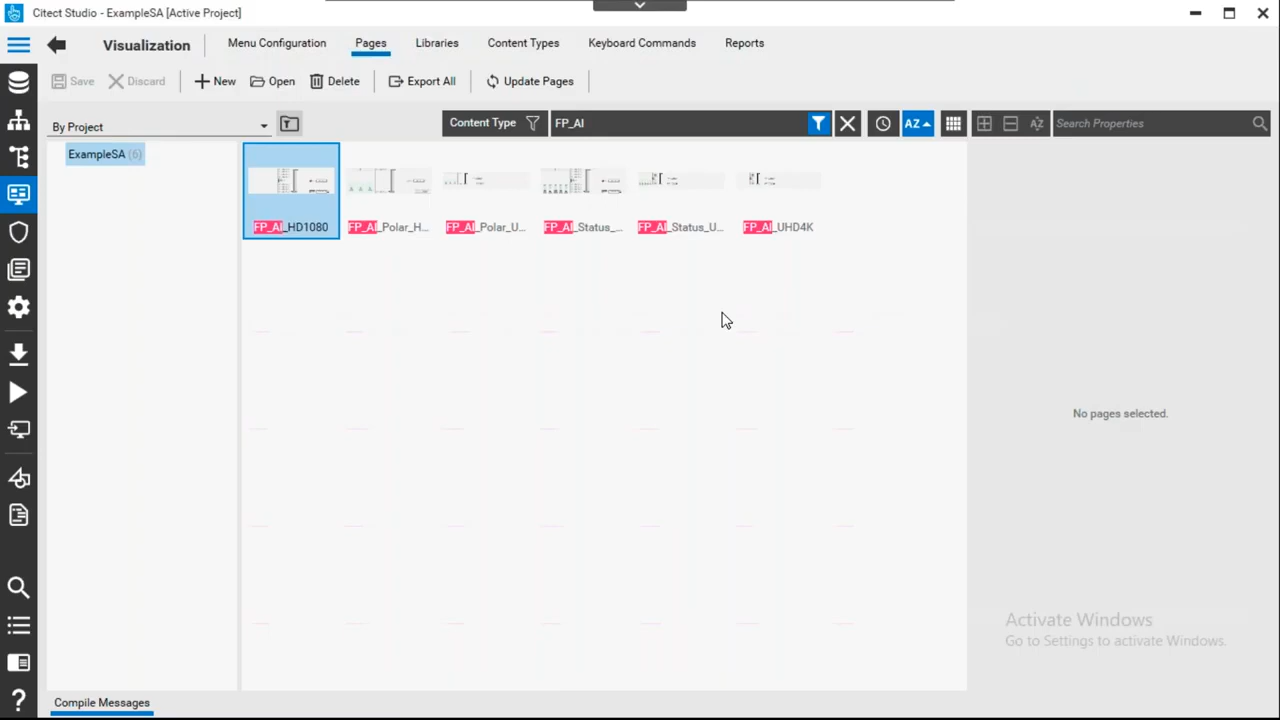 Citect Studio - ExampleSA [Active Project]
Visualization
Menu Configuration
Pages
Libraries
Content Types
Keyboard Commands
Reports
Save
Discard
New
Open
Delete
Export All
Update Pages
By Project
Content Type
FP_AI
AZ
AZ
Search Properties
ExampleSA (6)
FP_AI_HD1080
FP_AI_Polar_H...
FP_AI_Polar_U...
FP_AI_Status_...
FP_AI_Status_U...
FP_AI_UHD4K
No pages selected.
Activate Windows
Go to Settings to activate Windows.
Compile Messages